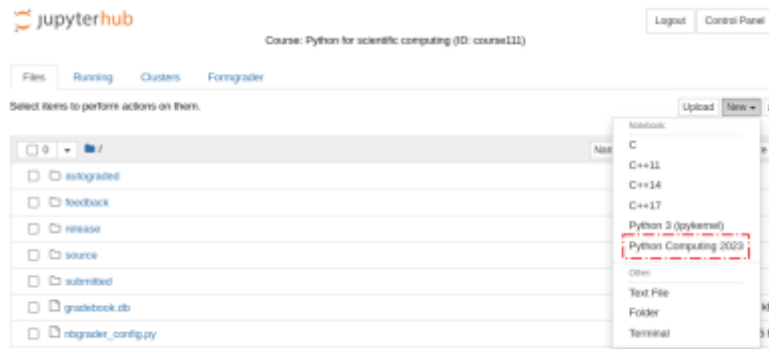 jupyterhub
Logout Control Panel
Course: Python for scientific computing (ID: course111)
Files Running Clusters Formgrader
Select items to perform actions on them.
Upload New
0 /
Notebook:
C
C++11
C++14
C++17
Python 3 (ipykernel)
Python Computing 2023
Other:
Text File
Folder
Terminal
autograded
feedback
release
source
submitted
gradebook.db
nbgrader_config.py